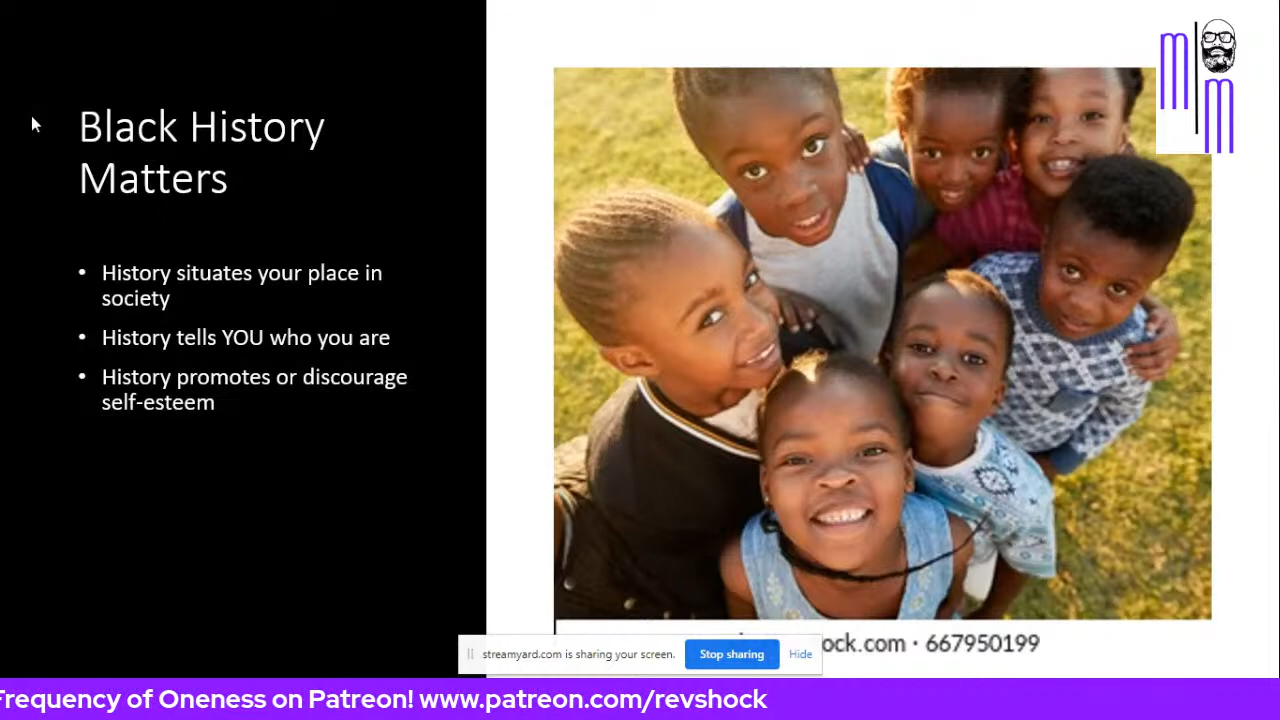 Black History
Matters
• History situates your place in
society
• History tells YOU who you are
• History promotes or discourage
self-esteem
m
m
ock.com · 667950199
streamyard.com is sharing your screen.
Stop sharing
Hide
Frequency of Oneness on Patreon! www.patreon.com/revshock